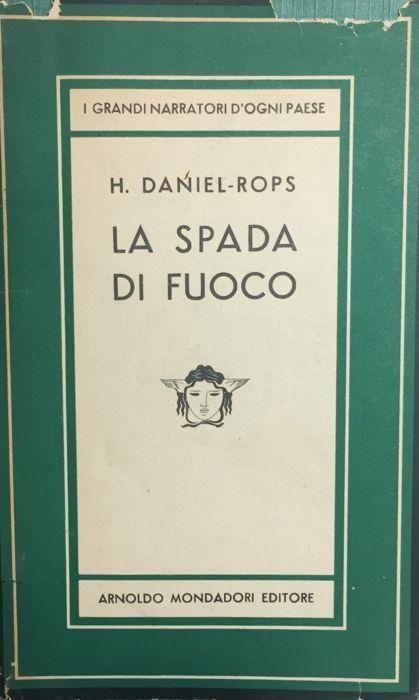 I GRANDI NARRATORI D'OGNI PAESE
H. DANIEL-ROPS
LA SPADA
DI FUOCO
ARNOLDO MONDADORI EDITORE